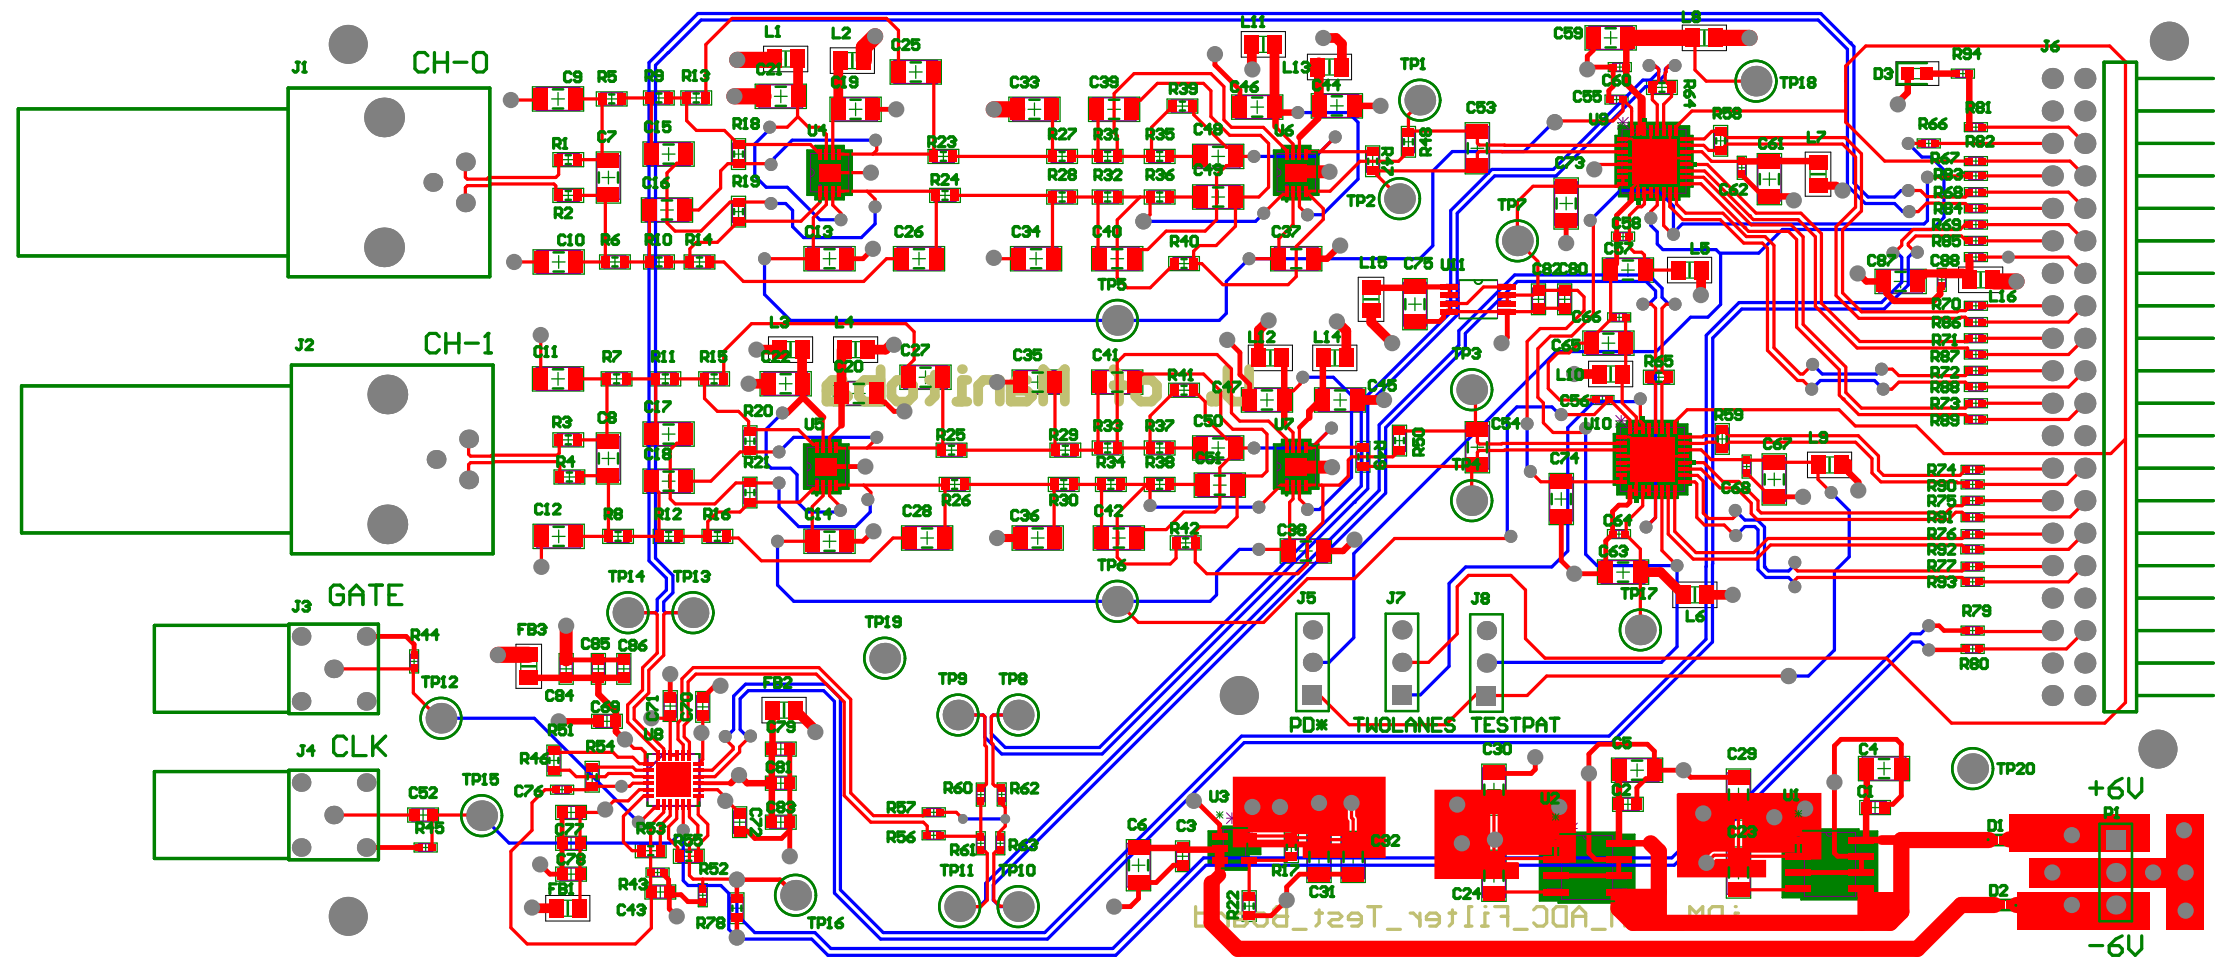 L1 L2 L11 C59 L8 J6
J1 CH-0 C21 C25 L13 TP1 C60 R64 TP18 D3 R94
C9 R5 R9 R13 C19 C33 C39 R39 C46 C44 C55
R1 C7 C15 R18 U4 R23 R27 R31 R35 C48 U6 R47 R48 C53 U9 R58 C61 L7 R66 R81 R82
R2 C16 R19 R24 R28 R32 R36 C49 TP2 C73 C62 R67 R83 R68 R84
C10 R6 R10 R14 C13 C26 C34 C40 R40 C37 TP7 C58 C57 L5 R69 R85
TP5 L15 C75 U11 C82 C80 C87 C88 L16
R70 R86 R71 R87 R72 R88 R73 R89
J2 CH-1 L3 L4 L12 L14 TP3 C66 C65 R65 L10 C56
C11 R7 R11 R15 C22 C20 C27 C35 C41 R41 C47 C45
R3 C8 C17 R20 U5 R25 R29 R33 R37 C50 U7 R50 C54 U10 R59 C67 L9
R4 C18 R21 R26 R30 R34 R38 C51 TP4 C74 C68 R74 R90 R75
C12 R8 R12 R16 C14 C28 C36 C42 R42 C38 C64 C63 R91 R76 R92 R77 R93
TP6 TP17 L6
GATE TP14 TP13 TP19 J5 J7 J8 R79 R80
J3 R44 FB3 C85 C86 C84
TP12 C69 C71 C70 FB2 TP9 TP8
PD* TWOLANES TESTPAT
J4 CLK R51 R46 R54 U8 C79 C81 C83 C30 C5 C29 C4 TP20
TP15 C76 C52 R45 C77 C78 R53 R55 C72 R57 R56 R60 R62 R61 R63 U3 U2 C2 U1 C1 +6V P1
FB1 R43 C43 R52 R78 TP16 TP11 TP10 C6 C3 R17 R22 C31 C32 C24 C23 D1 D2
-6V